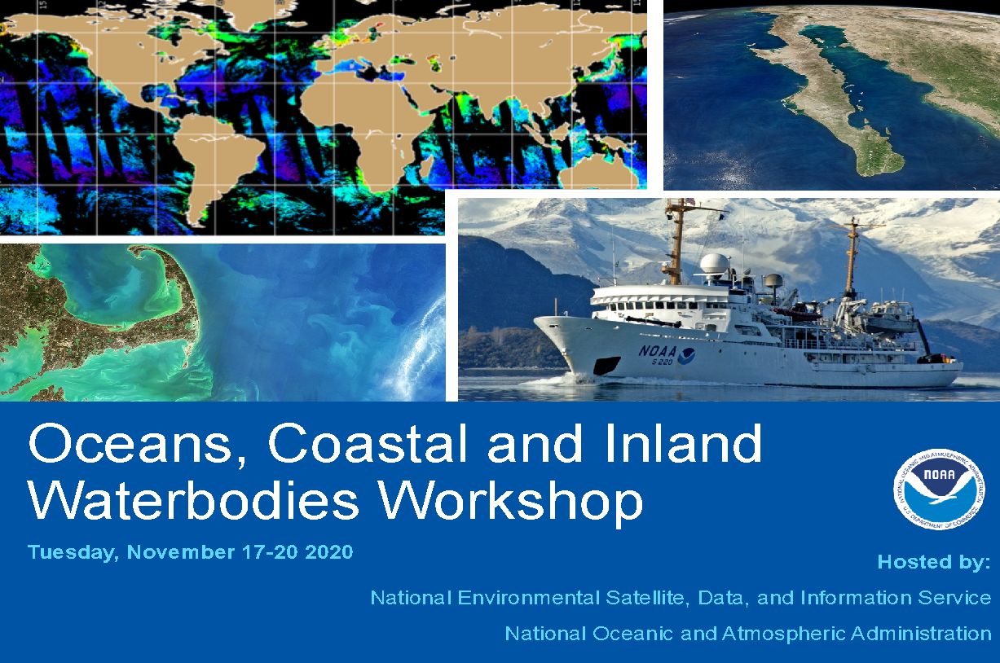 NOAA
S 220
Oceans, Coastal and Inland
Waterbodies Workshop
NATIONAL OCEANIC AND ATMOSPHERIC ADMINISTRATION
NOAA
U.S. DEPARTMENT OF COMMERCE
Tuesday, November 17-20 2020
Hosted by:
National Environmental Satellite, Data, and Information Service
National Oceanic and Atmospheric Administration